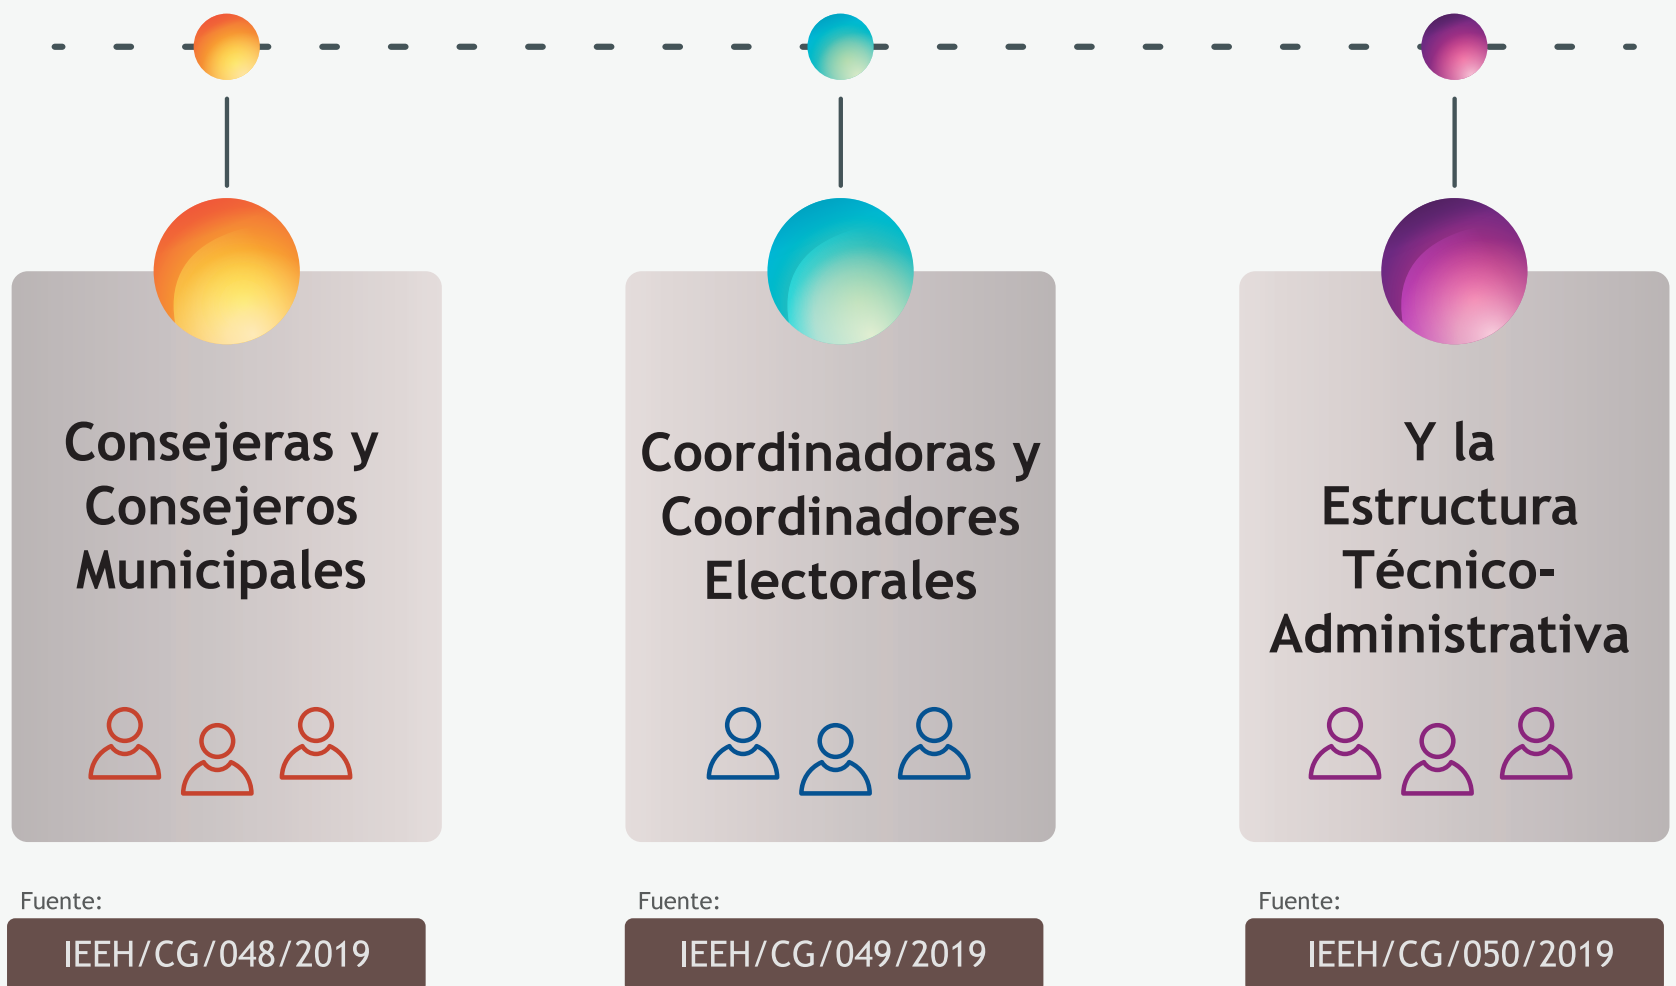 Consejeras y
Consejeros
Municipales
Fuente:
IEEH/CG/048/2019
Coordinadoras y
Coordinadores
Electorales
Fuente:
IEEH/CG/049/2019
Y la
Estructura
Técnico-
Administrativa
Fuente:
IEEH/CG/050/2019